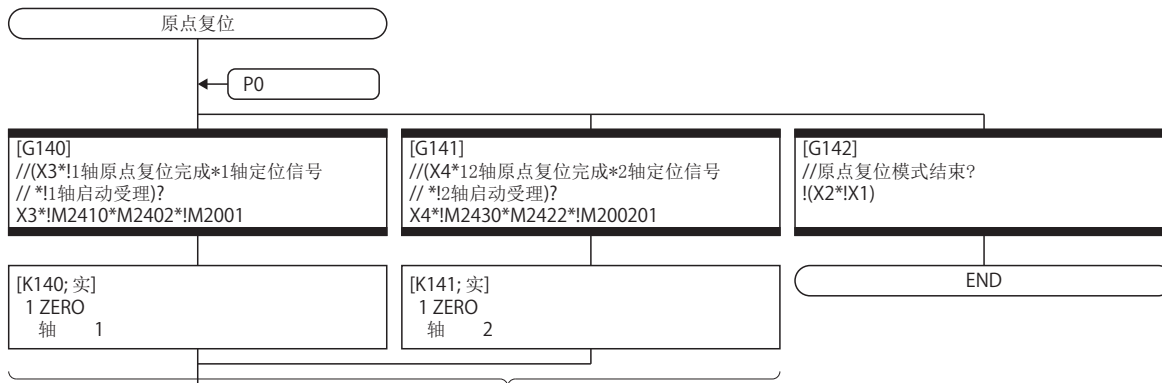 原点复位
P0
[G140]
//(X3*!1轴原点复位完成*1轴定位信号
// *!1轴启动受理)?
X3*!M2410*M2402*!M2001
[G141]
//(X4*12轴原点复位完成*2轴定位信号
// *!2轴启动受理)?
X4*!M2430*M2422*!M200201
[G142]
//原点复位模式结束?
!(X2*!X1)
[K140; 实]
1 ZERO
轴 1
[K141; 实]
1 ZERO
轴 2
END